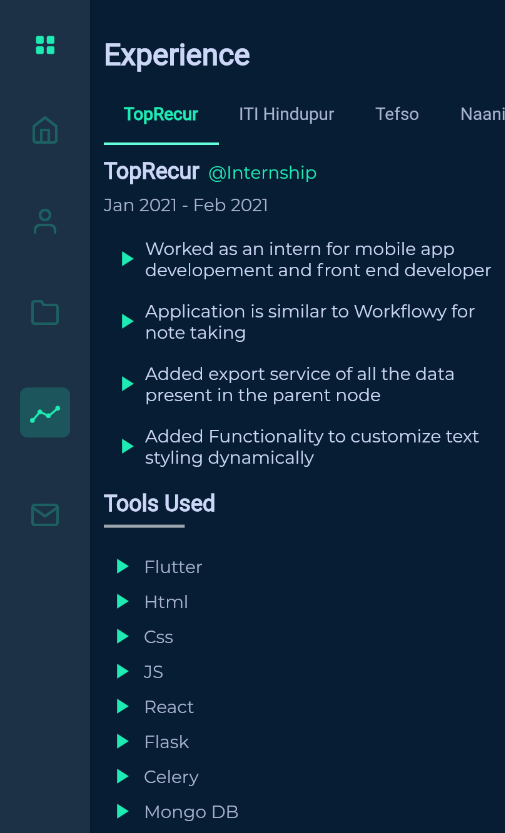 Experience
TopRecur ITI Hindupur Tefso Naani
TopRecur @Internship
Jan 2021 - Feb 2021
Worked as an intern for mobile app
developement and front end developer
Application is similar to Workflowy for
note taking
Added export service of all the data
present in the parent node
Added Functionality to customize text
styling dynamically
Tools Used
Flutter
Html
Css
JS
React
Flask
Celery
Mongo DB